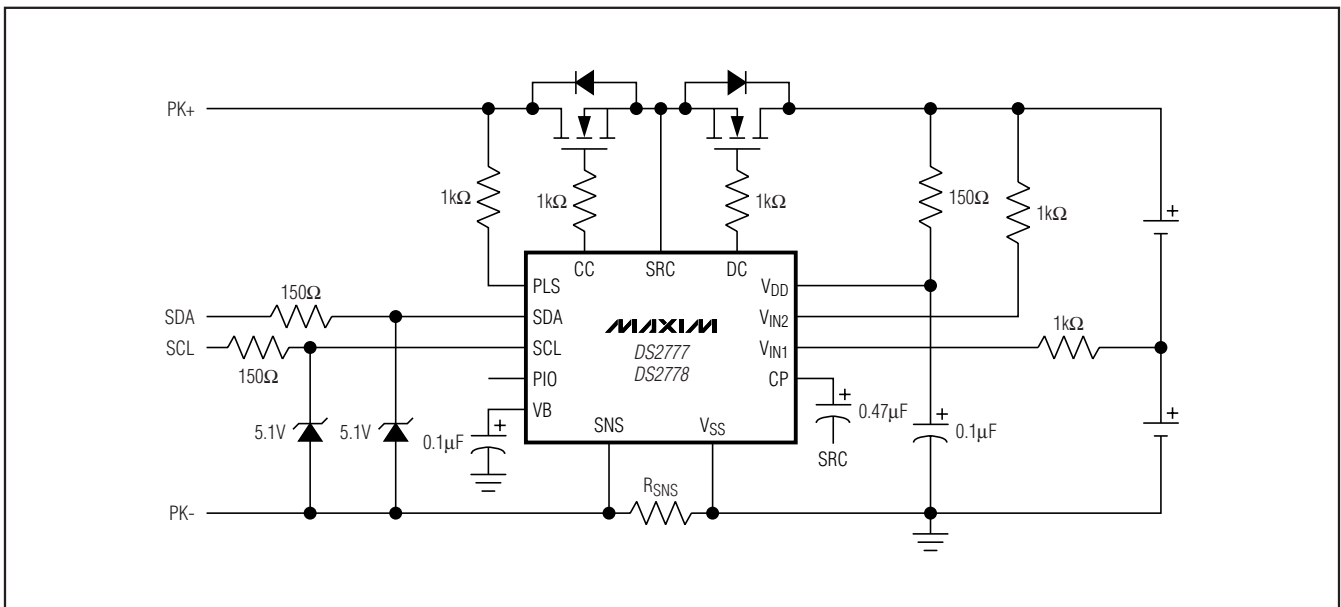 PK+
1kΩ
1kΩ
1kΩ
150Ω
1kΩ
+
CC
SRC
DC
PLS
VDD
SDA
150Ω
SDA
MAXIM
VIN2
1kΩ
SCL
SCL
DS2777
VIN1
150Ω
DS2778
PIO
CP
+
0.47µF
+
VB
5.1V
5.1V
0.1µF
+
SNS
VSS
SRC
+
0.1µF
RSNS
PK-